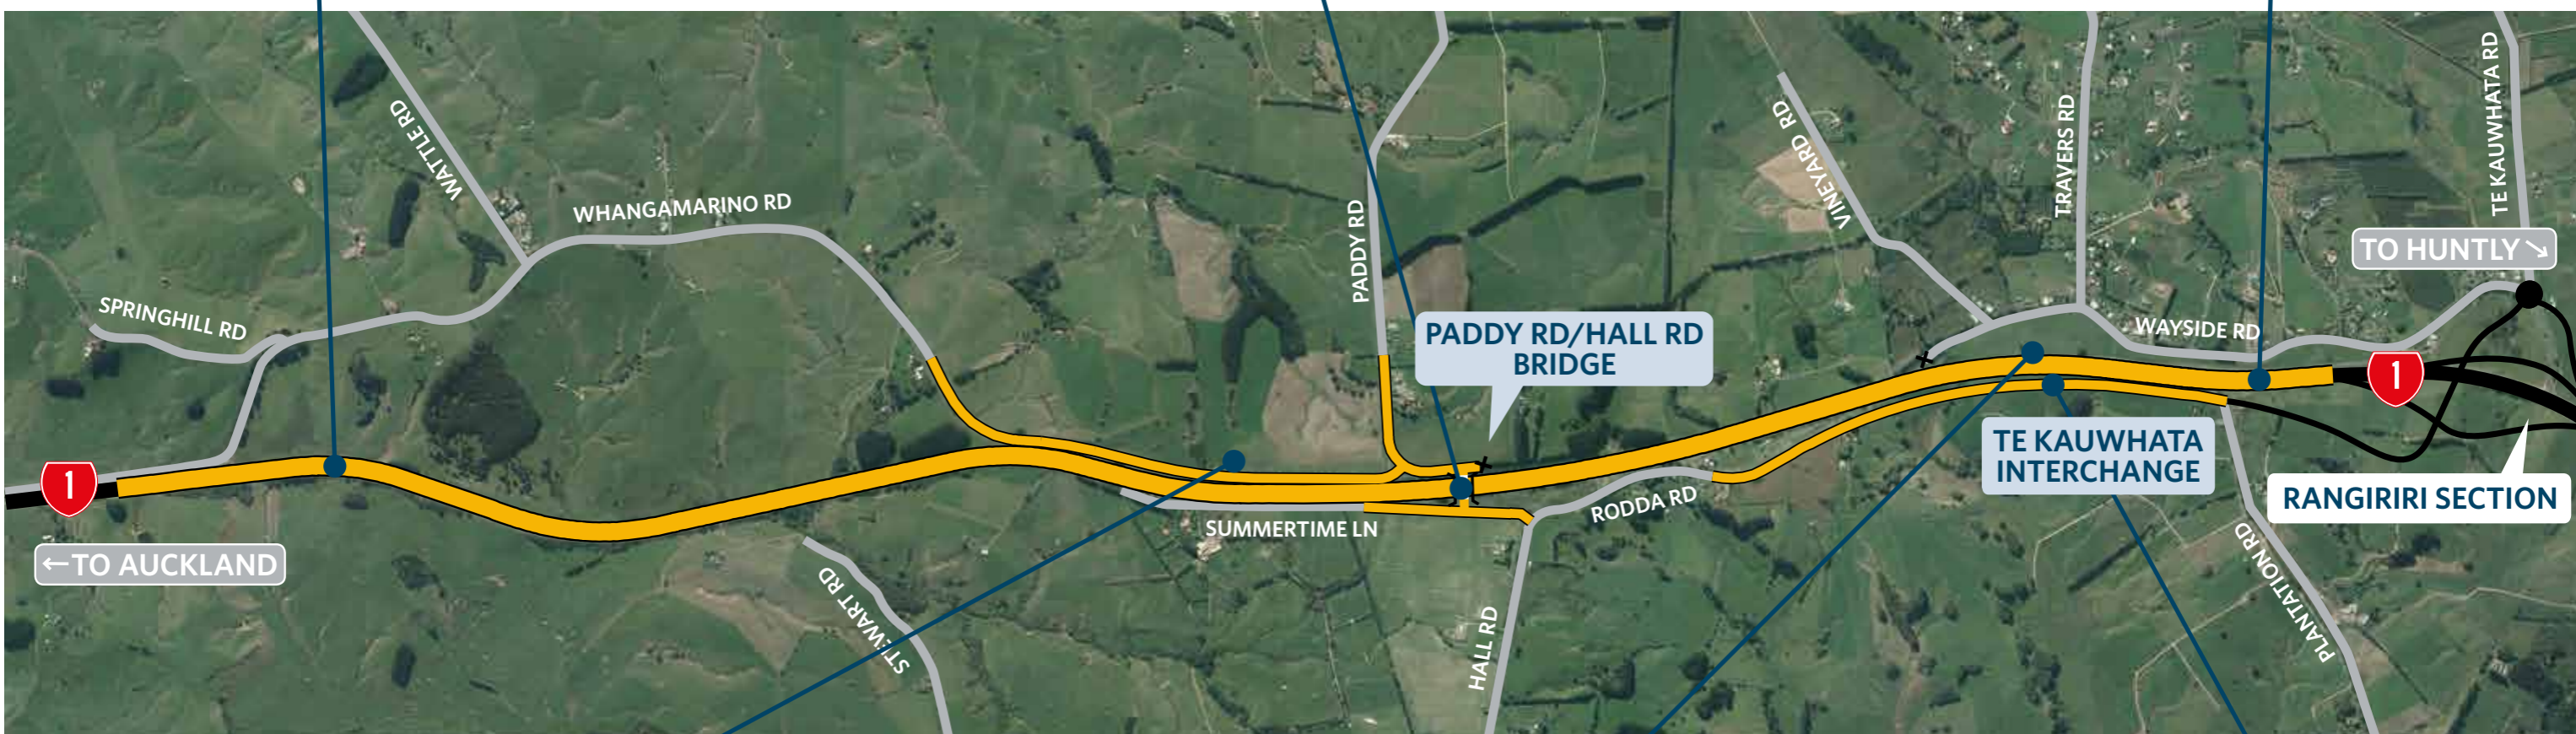 WATTLE RD
WHANGAMARINO RD
SPRINGHILL RD
1
←TO AUCKLAND
STEWART RD
SUMMERTIME LN
PADDY RD
PADDY RD/HALL RD
BRIDGE
HALL RD
RODDA RD
VINEYARD RD
TRAVERS RD
WAYSIDE RD
TE KAUWHATA RD
TO HUNTLY↘
1
TE KAUWHATA
INTERCHANGE
PLANTATION RD
RANGIRIRI SECTION